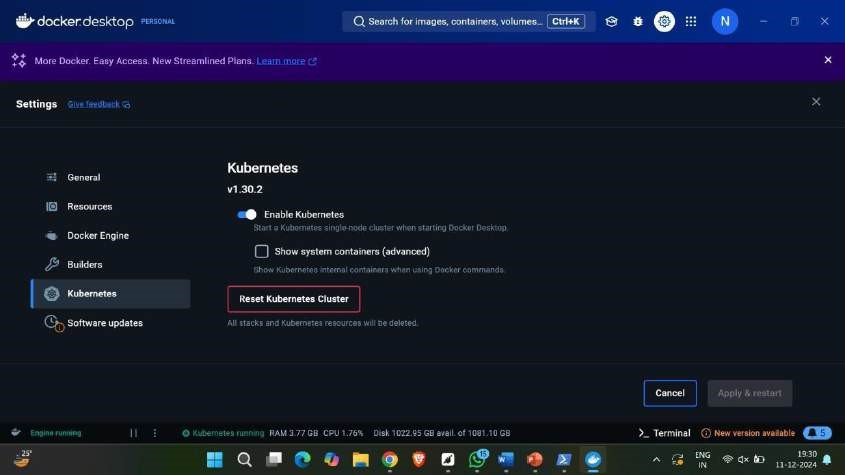 docker.desktop PERSONAL
Search for images, containers, volumes... Ctrl+K
N
More Docker. Easy Access. New Streamlined Plans. Learn more
Settings Give feedback
General
Resources
Docker Engine
Builders
Kubernetes
Software updates
Kubernetes
v1.30.2
Enable Kubernetes
Start a Kubernetes single-node cluster when starting Docker Desktop.
Show system containers (advanced)
Show Kubernetes internal containers when using Docker commands.
Reset Kubernetes Cluster
All stacks and Kubernetes resources will be deleted.
Cancel Apply & restart
Engine running Kubernetes running RAM 3.77 GB CPU 1.76% Disk 1022.95 GB avail. of 1081.10 GB Terminal New version available 5
25° 15 ENG 19:30
IN 11-12-2024